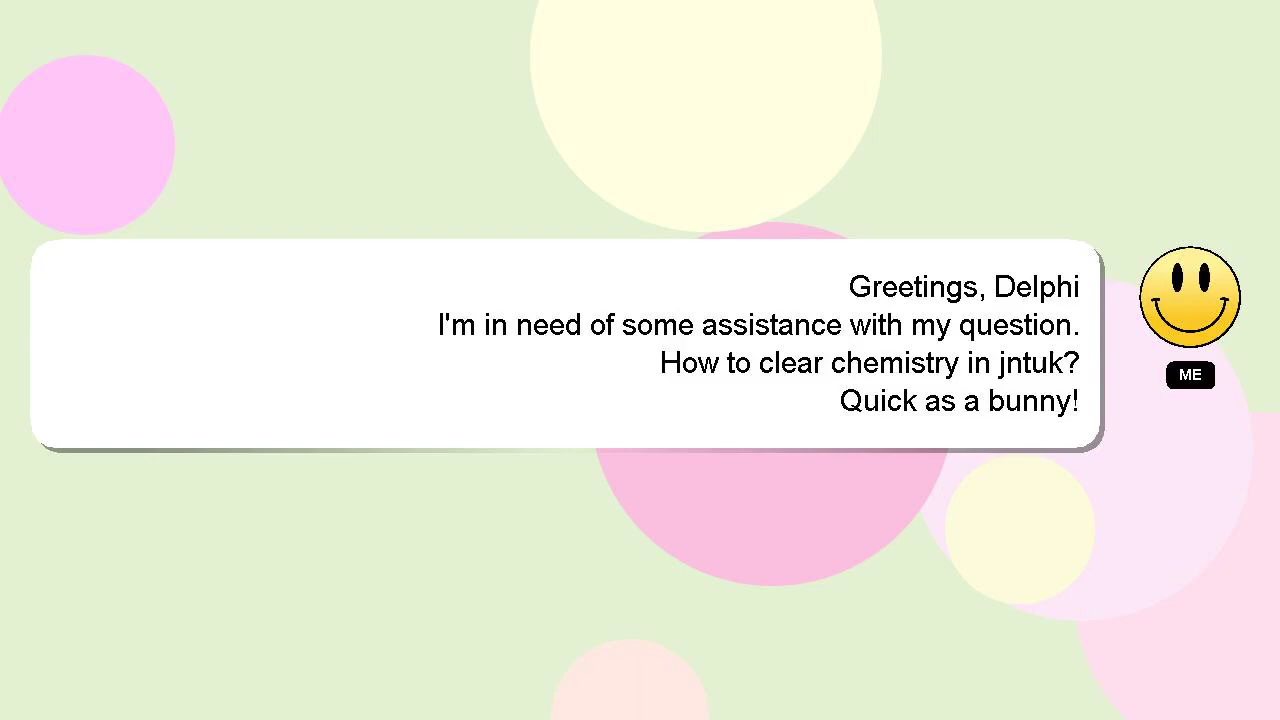 Greetings, Delphi
I'm in need of some assistance with my question.
How to clear chemistry in jntuk?
Quick as a bunny!
ME